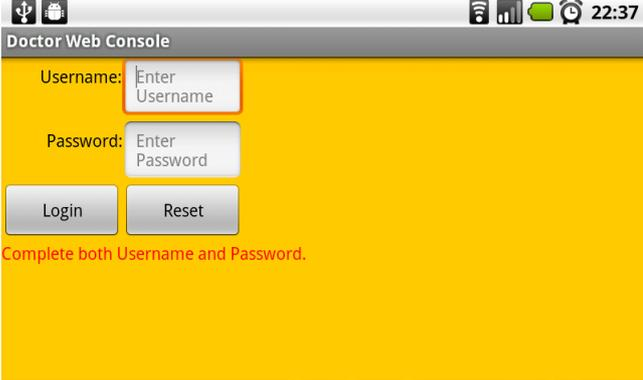 22:37
Doctor Web Console
Username:
Enter
Username
Password:
Enter
Password
Login Reset
Complete both Username and Password.